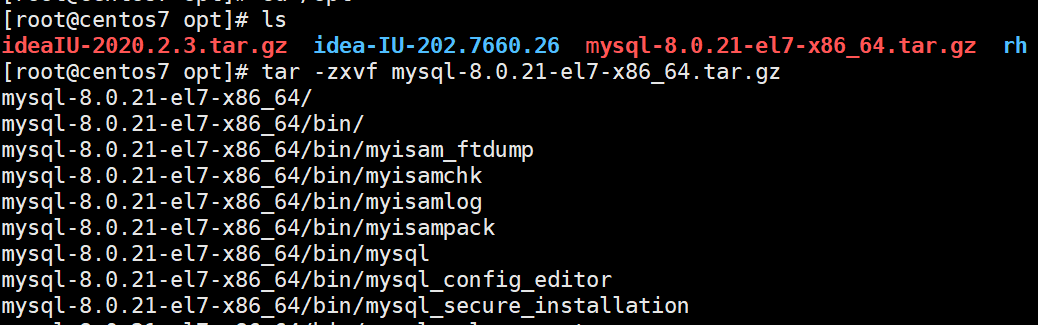 [root@centos7 opt]# ls
ideaIU-2020.2.3.tar.gz idea-IU-202.7660.26 mysql-8.0.21-el7-x86_64.tar.gz rh
[root@centos7 opt]# tar -zxvf mysql-8.0.21-el7-x86_64.tar.gz
mysql-8.0.21-el7-x86_64/
mysql-8.0.21-el7-x86_64/bin/
mysql-8.0.21-el7-x86_64/bin/myisam_ftdump
mysql-8.0.21-el7-x86_64/bin/myisamchk
mysql-8.0.21-el7-x86_64/bin/myisamlog
mysql-8.0.21-el7-x86_64/bin/myisampack
mysql-8.0.21-el7-x86_64/bin/mysql
mysql-8.0.21-el7-x86_64/bin/mysql_config_editor
mysql-8.0.21-el7-x86_64/bin/mysql_secure_installation